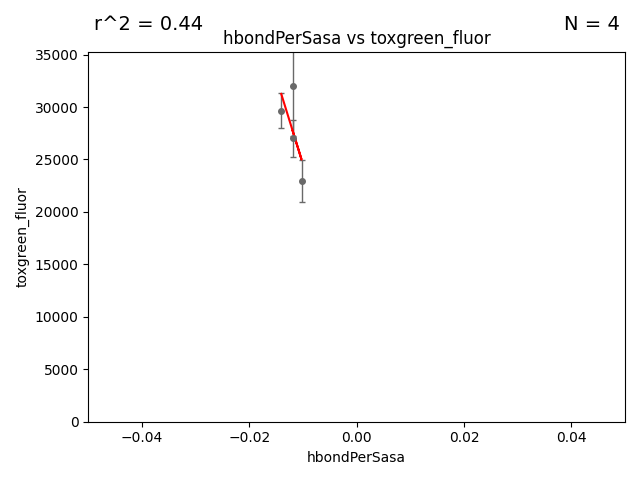 r^2 = 0.44
N = 4
hbondPerSasa vs toxgreen_fluor
35000
30000
25000
20000
15000
10000
5000
0
toxgreen_fluor
−0.04
−0.02
0.00
0.02
0.04
hbondPerSasa